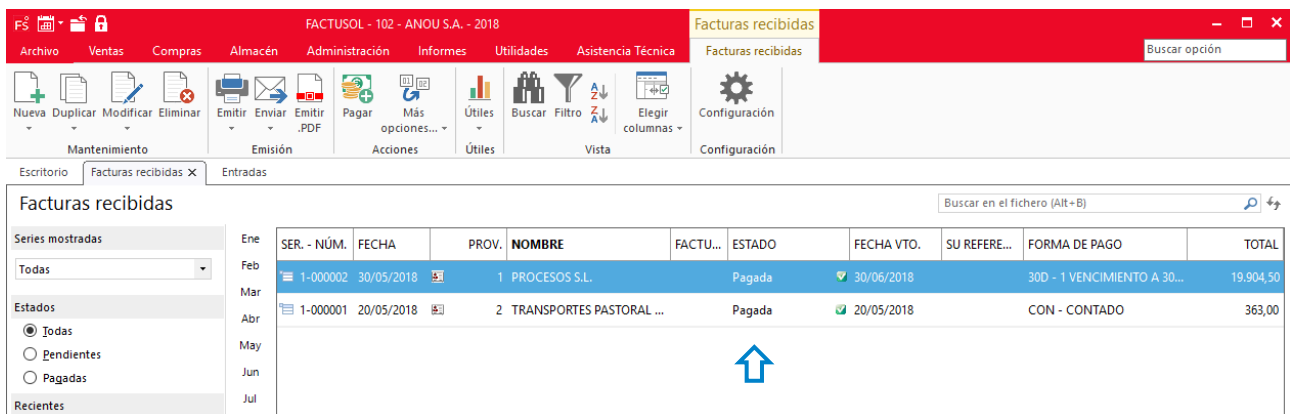 FS
FACTUSOL - 102 - ANOU S.A. - 2018
Facturas recibidas
Archivo Ventas Compras Almacén Administración Informes Utilidades Asistencia Técnica Facturas recibidas
Buscar opción
Nueva Duplicar Modificar Eliminar Emitir Enviar Emitir .PDF Pagar Más opciones... Útiles Buscar Filtro Elegir columnas Configuración
Mantenimiento Emisión Acciones Útiles Vista Configuración
Escritorio Facturas recibidas Entradas
Facturas recibidas
Buscar en el fichero (Alt+B)
Series mostradas
Todas
Estados
Todas
Pendientes
Pagadas
Recientes
Ene
Feb
Mar
Abr
May
Jun
Jul
SER. - NÚM. FECHA PROV. NOMBRE FACTU... ESTADO FECHA VTO. SU REFERE... FORMA DE PAGO TOTAL
1-000002 30/05/2018 1 PROCESOS S.L. Pagada 30/06/2018 30D - 1 VENCIMIENTO A 30... 19.904,50
1-000001 20/05/2018 2 TRANSPORTES PASTORAL ... Pagada 20/05/2018 CON - CONTADO 363,00